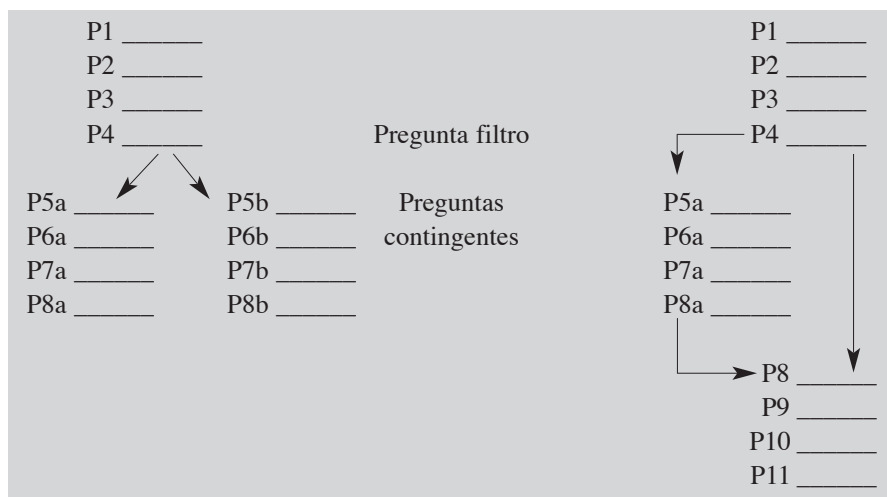 P1 ______
P2 ______
P3 ______
P4 ______
P5a ______
P6a ______
P7a ______
P8a ______
P5b ______
P6b ______
P7b ______
P8b ______
Pregunta filtro
Preguntas
contingentes
P1 ______
P2 ______
P3 ______
P4 ______
P5a ______
P6a ______
P7a ______
P8a ______
P8 ______
P9 ______
P10 ______
P11 ______